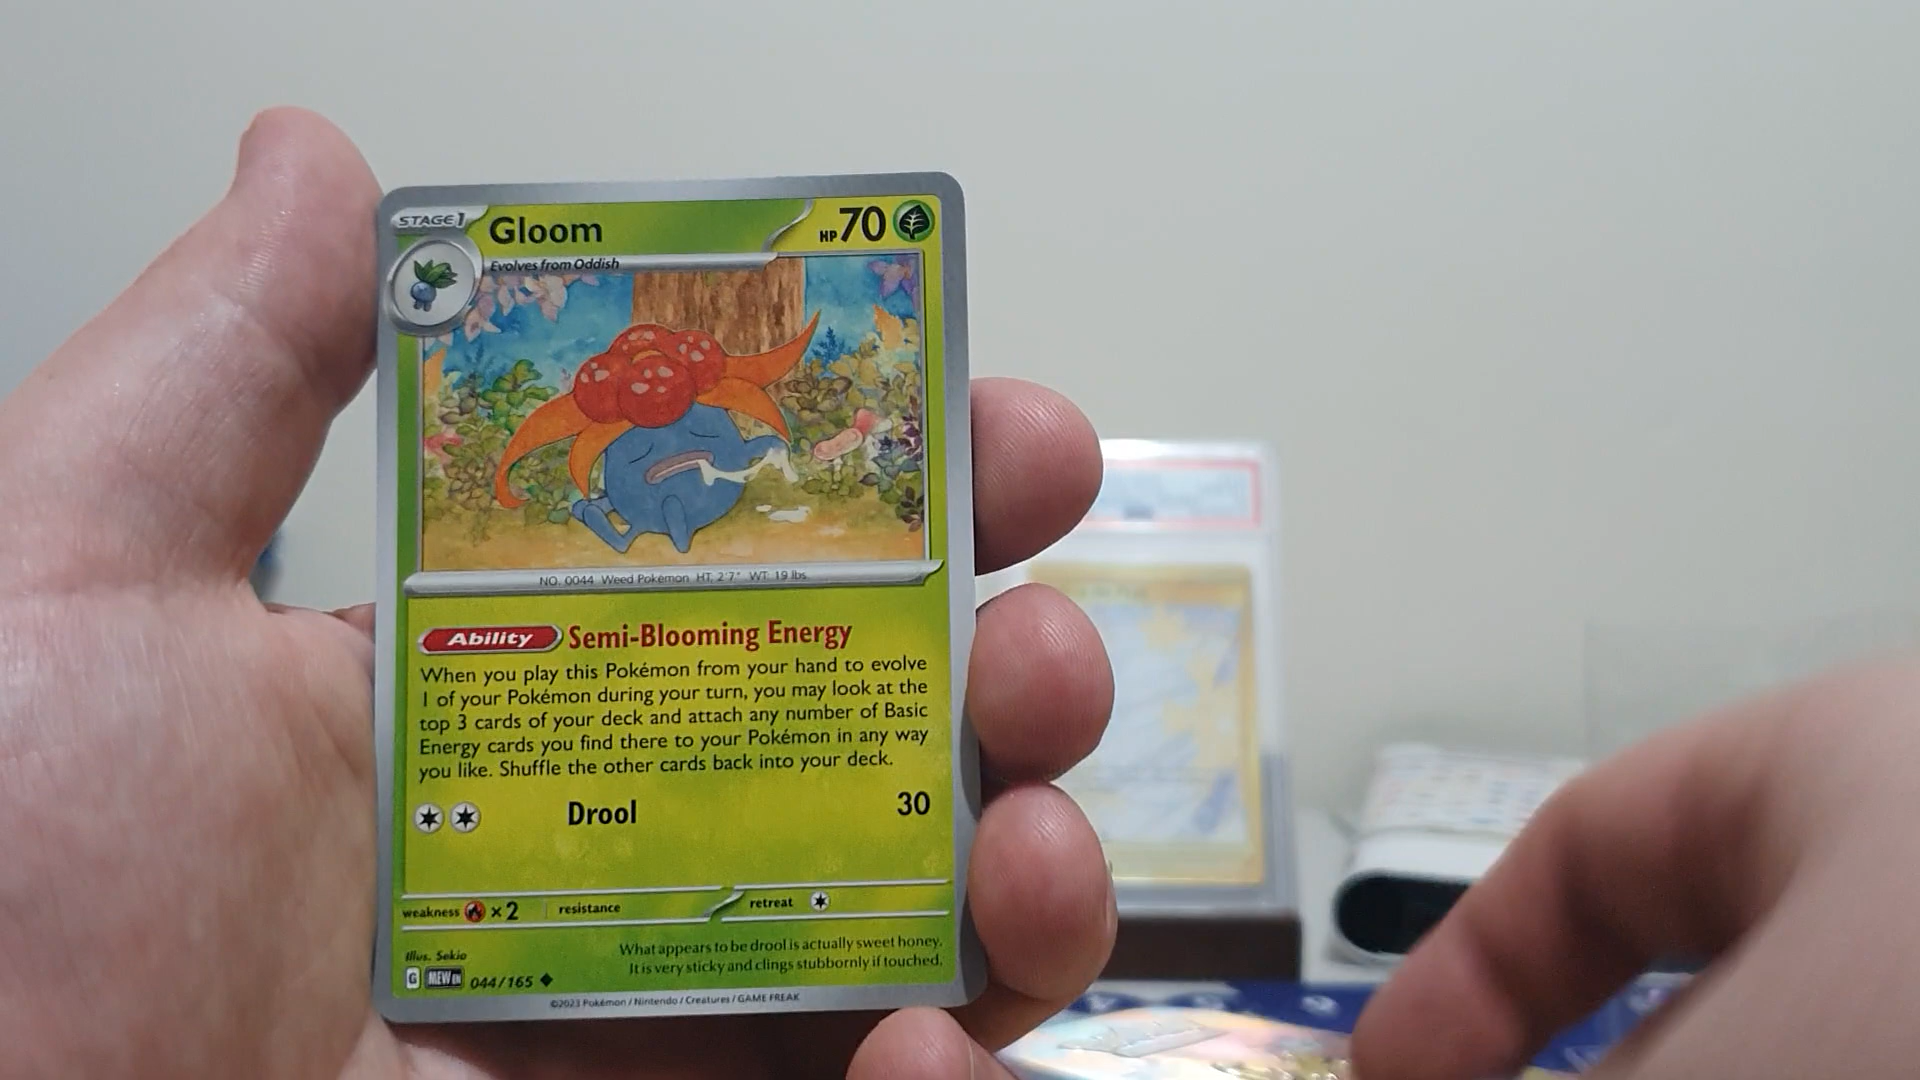 STAGE1 Gloom HP 70
Evolves from Oddish
NO. 0044 Weed Pokémon HT. 2'7" WT. 19 lbs.
Ability Semi-Blooming Energy
When you play this Pokémon from your hand to evolve
1 of your Pokémon during your turn, you may look at the
top 3 cards of your deck and attach any number of Basic
Energy cards you find there to your Pokémon in any way
you like. Shuffle the other cards back into your deck.
Drool 30
weakness ×2 resistance retreat
Illus. Sekio
What appears to be drool is actually sweet honey.
It is very sticky and clings stubbornly if touched.
G MEW EN 044/165
©2023 Pokémon / Nintendo / Creatures / GAME FREAK